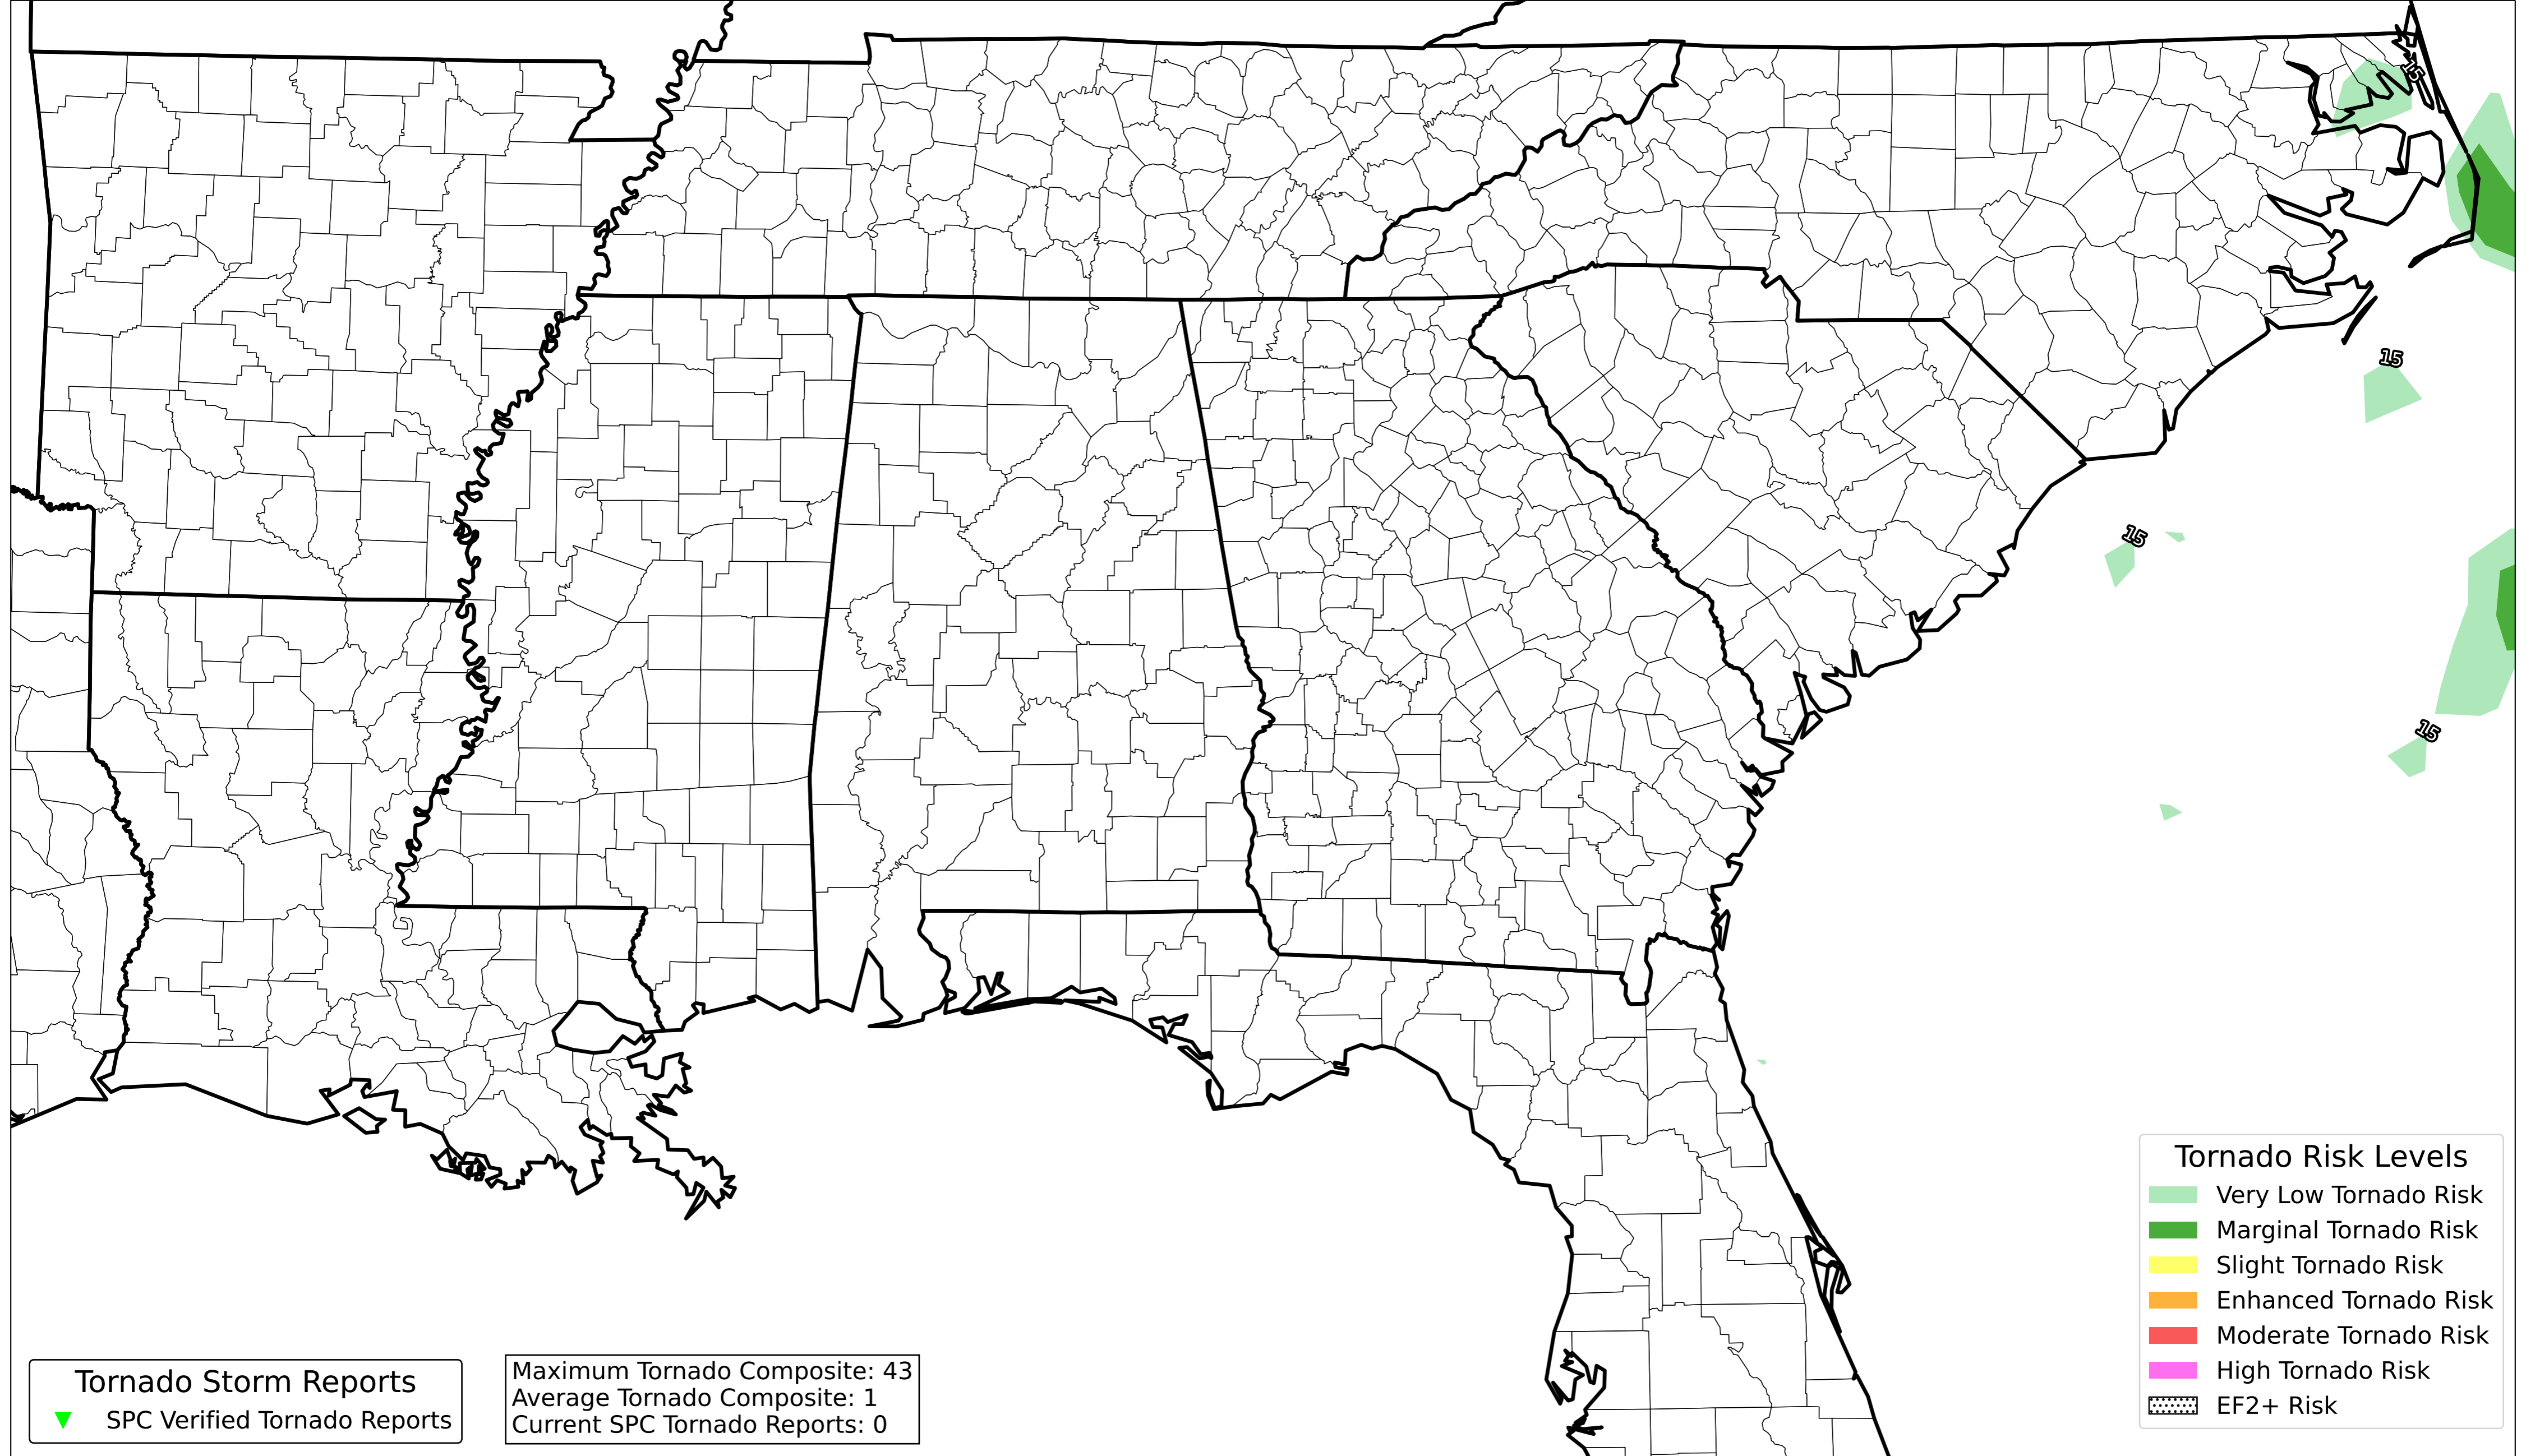 15
15
15
15
Tornado Risk Levels
Very Low Tornado Risk
Marginal Tornado Risk
Slight Tornado Risk
Enhanced Tornado Risk
Moderate Tornado Risk
High Tornado Risk
EF2+ Risk
Tornado Storm Reports
SPC Verified Tornado Reports
Maximum Tornado Composite: 43
Average Tornado Composite: 1
Current SPC Tornado Reports: 0